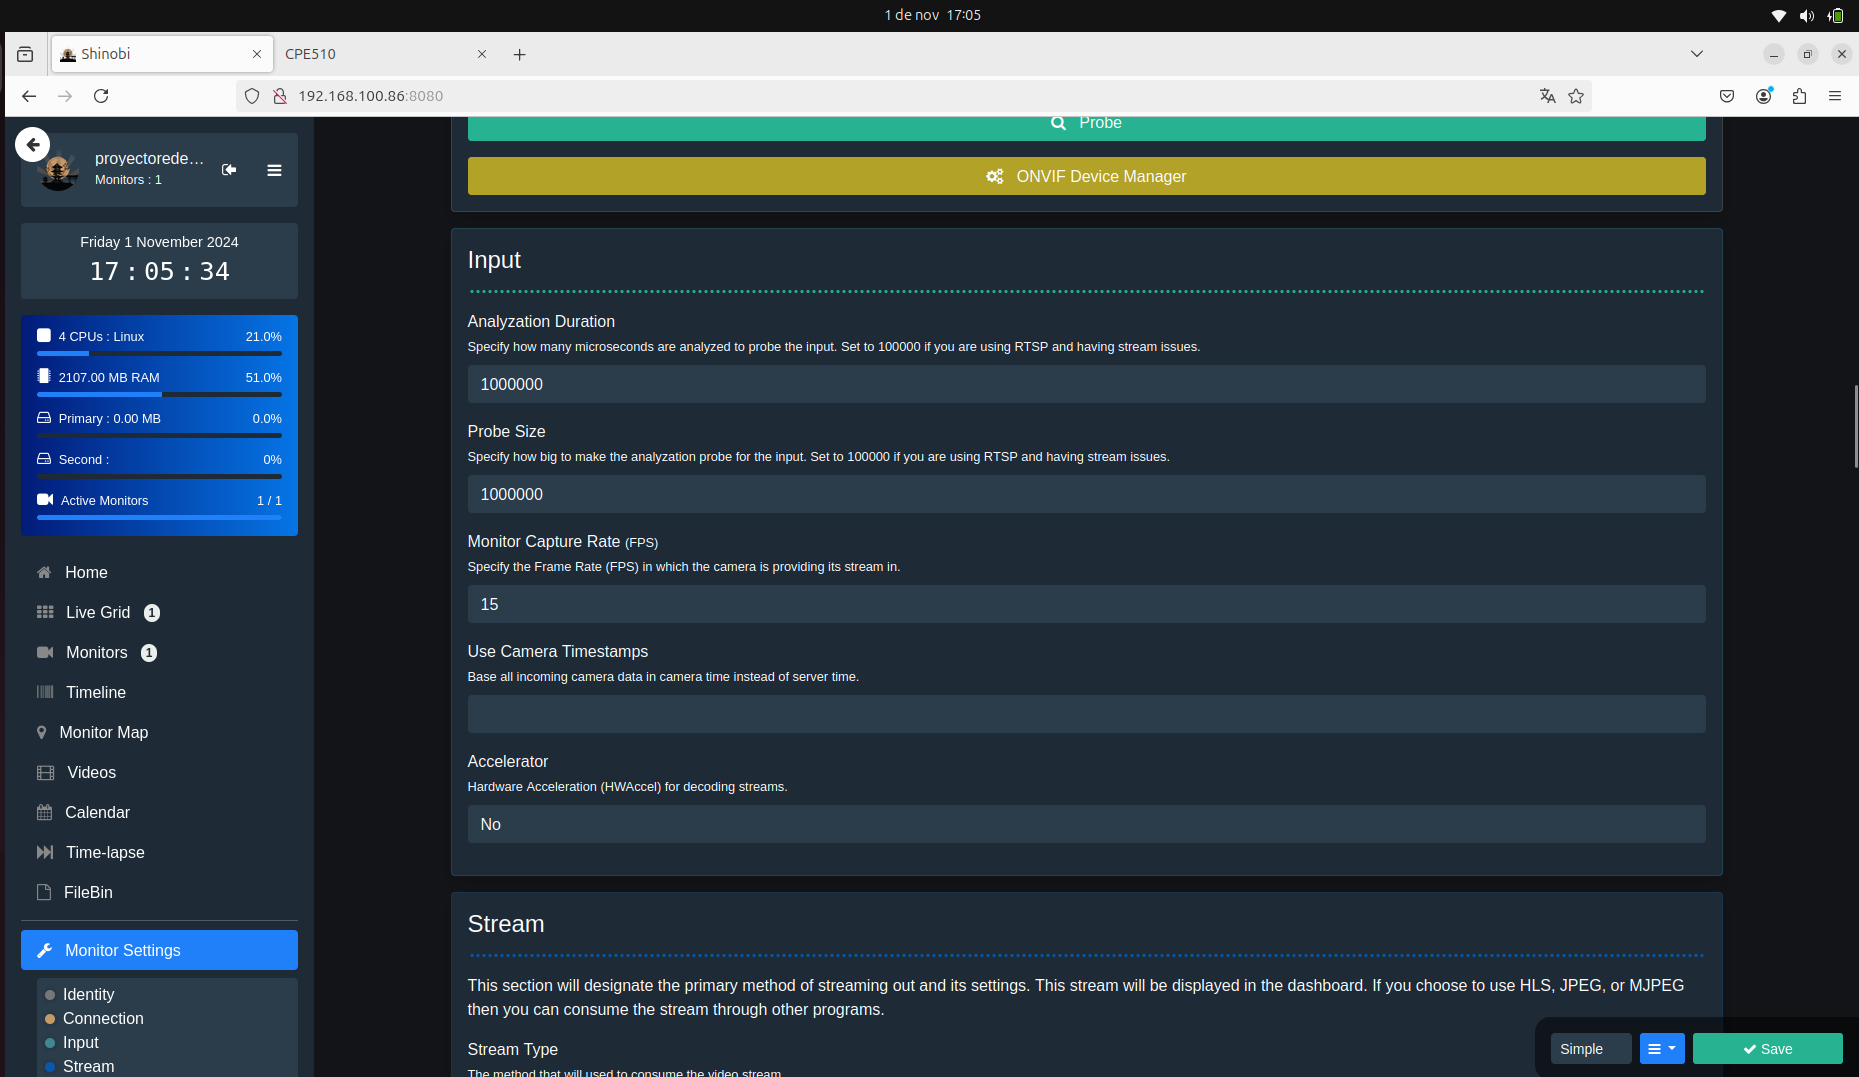 1 de nov 17:05
Shinobi
CPE510
192.168.100.86:8080
proyectorede...
Monitors : 1
Friday 1 November 2024
17 : 05 : 34
4 CPUs : Linux 21.0%
2107.00 MB RAM 51.0%
Primary : 0.00 MB 0.0%
Second : 0%
Active Monitors 1 / 1
Home
Live Grid 1
Monitors 1
Timeline
Monitor Map
Videos
Calendar
Time-lapse
FileBin
Monitor Settings
Identity
Connection
Input
Stream
Probe
ONVIF Device Manager
Input
Analyzation Duration
Specify how many microseconds are analyzed to probe the input. Set to 100000 if you are using RTSP and having stream issues.
1000000
Probe Size
Specify how big to make the analyzation probe for the input. Set to 100000 if you are using RTSP and having stream issues.
1000000
Monitor Capture Rate (FPS)
Specify the Frame Rate (FPS) in which the camera is providing its stream in.
15
Use Camera Timestamps
Base all incoming camera data in camera time instead of server time.
Accelerator
Hardware Acceleration (HWAccel) for decoding streams.
No
Stream
This section will designate the primary method of streaming out and its settings. This stream will be displayed in the dashboard. If you choose to use HLS, JPEG, or MJPEG
then you can consume the stream through other programs.
Stream Type
The method that will used to consume the video stream.
Simple
Save